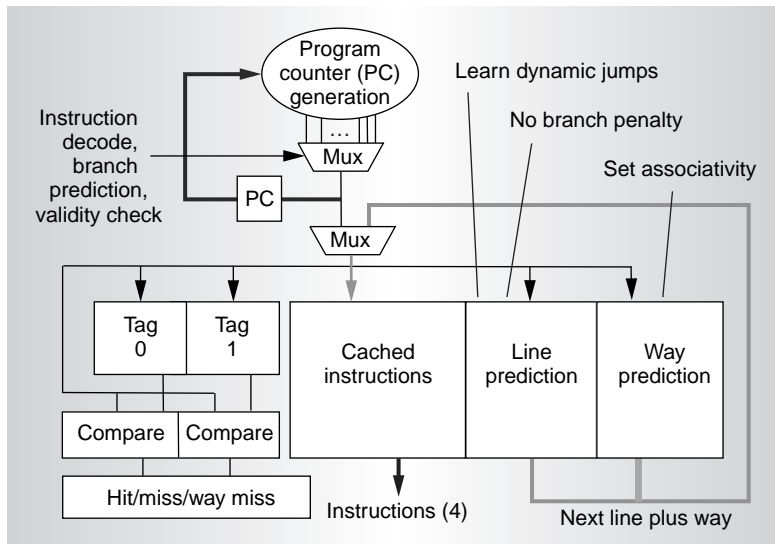 Program
counter (PC)
generation
Learn dynamic jumps
No branch penalty
Set associativity
Instruction
decode,
branch
prediction,
validity check
...
Mux
PC
Mux
Tag
0
Tag
1
Cached
instructions
Line
prediction
Way
prediction
Compare
Compare
Hit/miss/way miss
Instructions (4)
Next line plus way